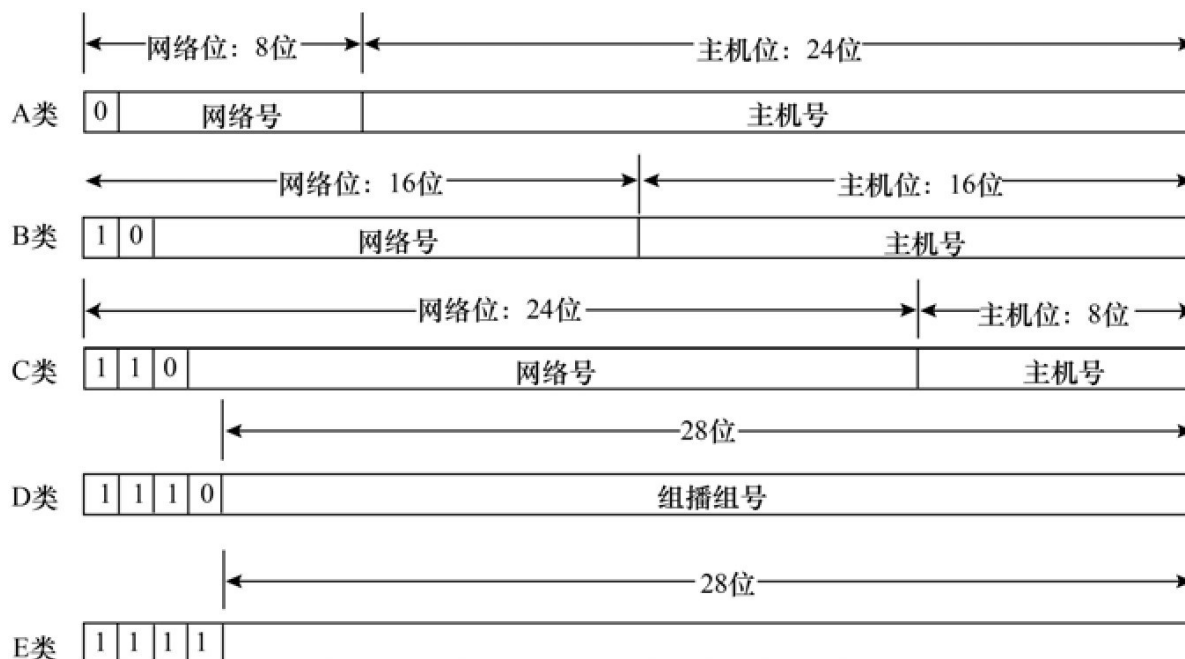 网络位：8位 主机位：24位
A类 0 网络号 主机号
网络位：16位 主机位：16位
B类 1 0 网络号 主机号
网络位：24位 主机位：8位
C类 1 1 0 网络号 主机号
28位
D类 1 1 1 0 组播组号
28位
E类 1 1 1 1